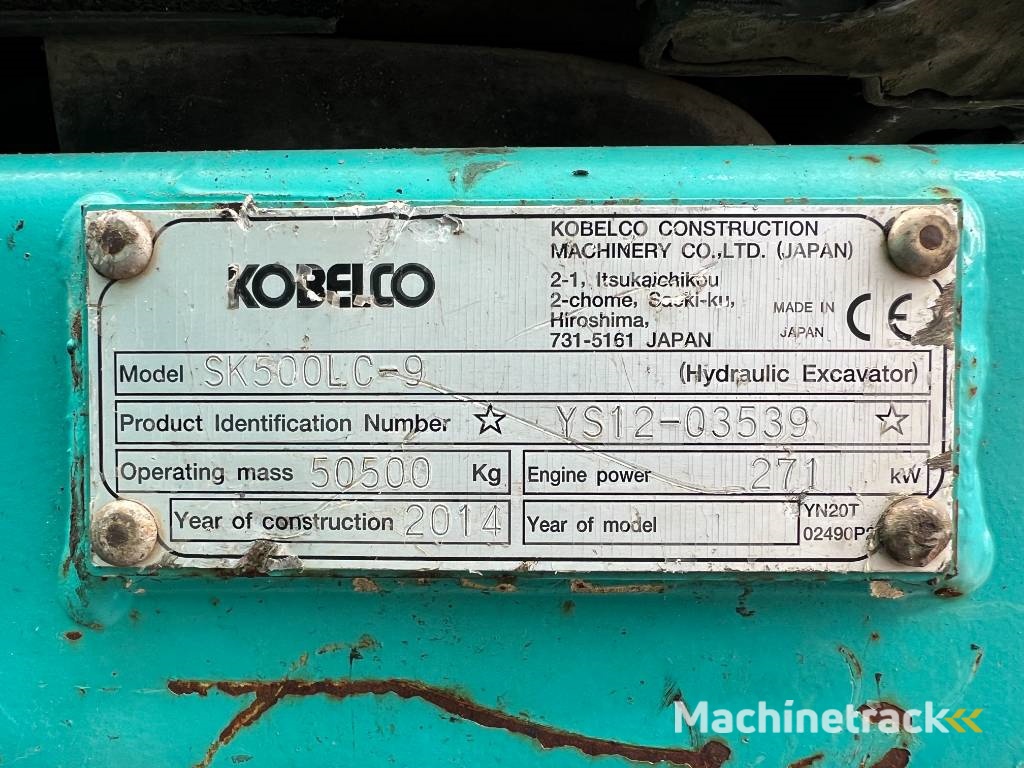 KOBELCO
KOBELCO CONSTRUCTION
MACHINERY CO.,LTD. (JAPAN)
2-1, Itsukaichikou
2-chome, Saeki-ku,
Hiroshima,
731-5161 JAPAN
MADE IN
JAPAN
CE
Model SK500LC-9 (Hydraulic Excavator)
Product Identification Number ☆ YS12-03539 ☆
Operating mass 50500 Kg
Engine power 271 kW
Year of construction 2014
Year of model
YN20T
02490P2
Machinetrack